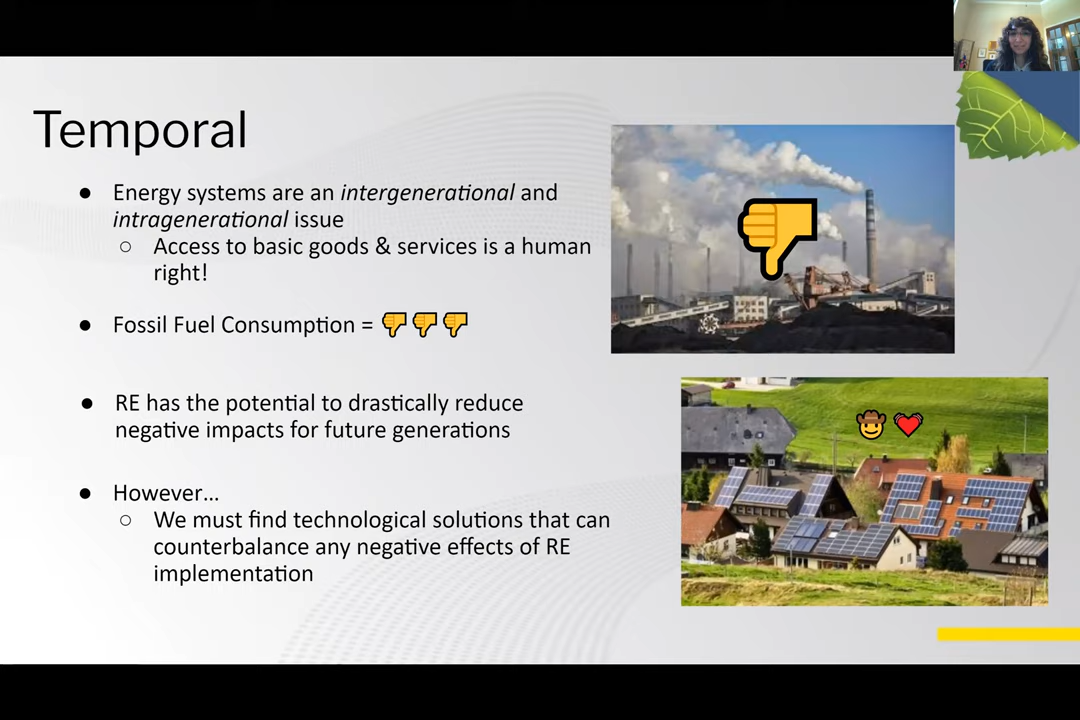 Temporal
● Energy systems are an intergenerational and
intragenerational issue
○ Access to basic goods & services is a human
right!
● Fossil Fuel Consumption = 👎👎👎
● RE has the potential to drastically reduce
negative impacts for future generations
● However...
○ We must find technological solutions that can
counterbalance any negative effects of RE
implementation